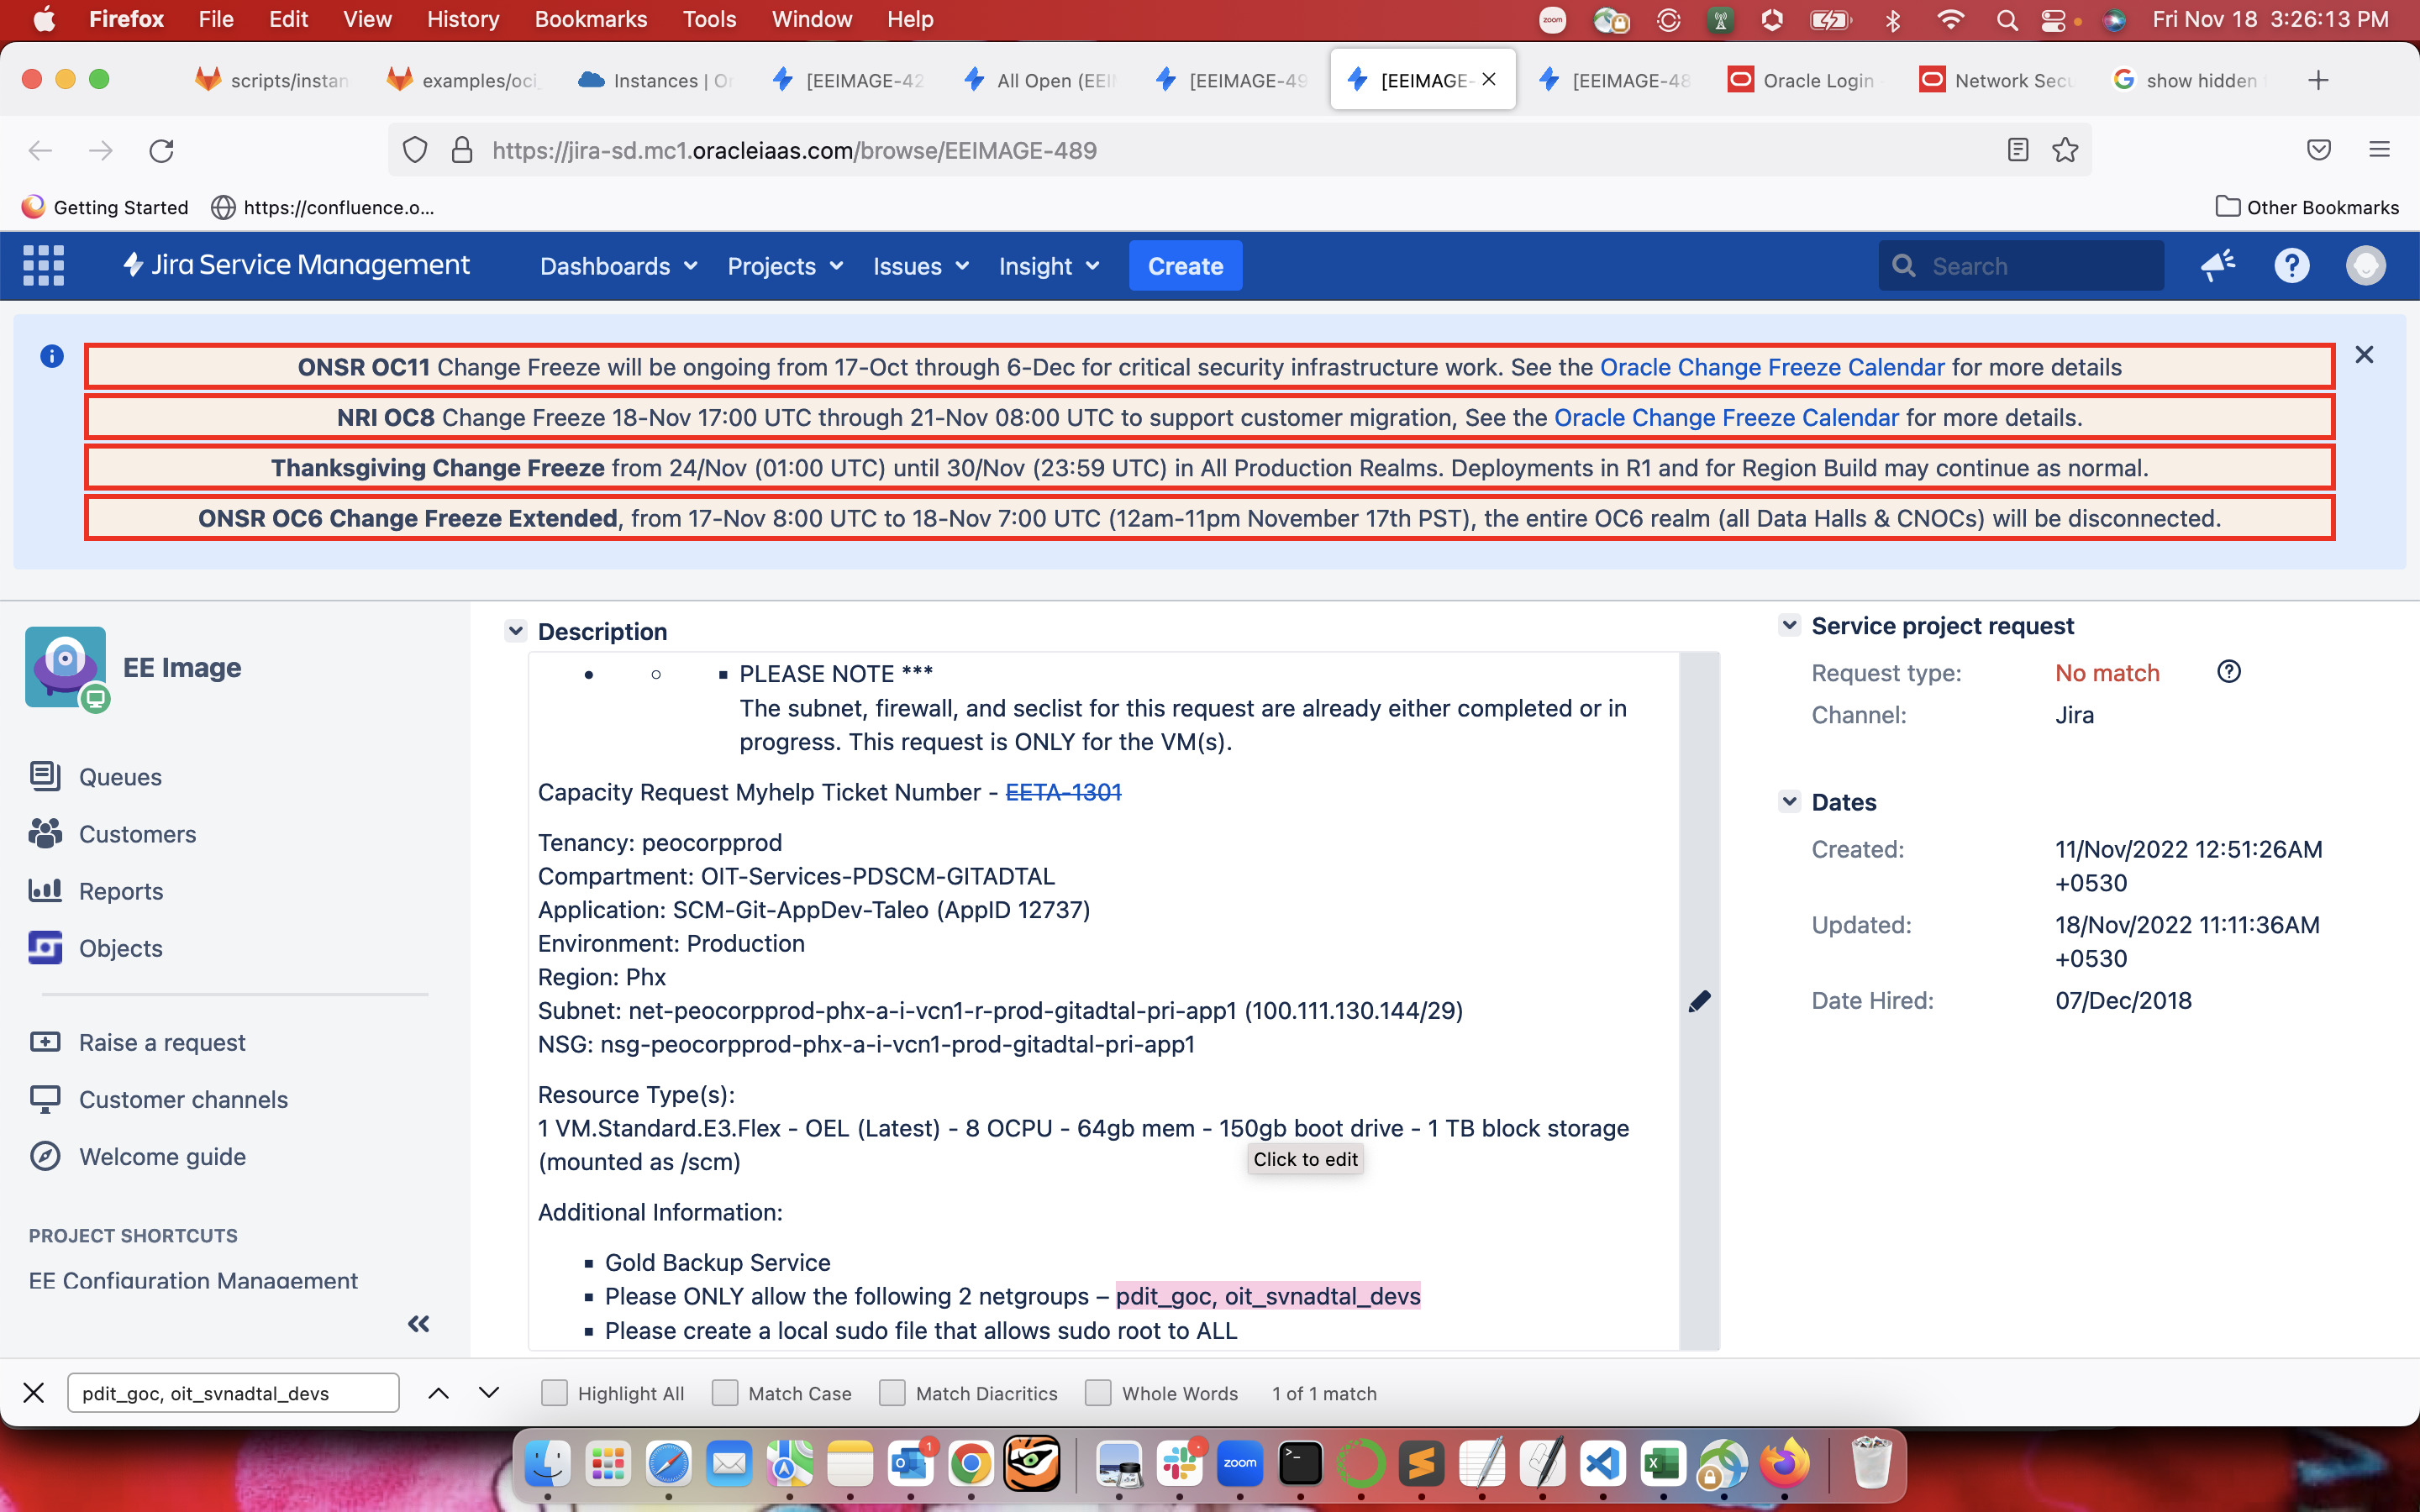 Firefox File Edit View History Bookmarks Tools Window Help
zoom
Fri Nov 18 3:26:13 PM
scripts/instan
examples/oci_
Instances | Or
[EEIMAGE-42
All Open (EEI
[EEIMAGE-49
[EEIMAGE-
[EEIMAGE-48
Oracle Login -
Network Secu
show hidden
https://jira-sd.mc1.oracleiaas.com/browse/EEIMAGE-489
Getting Started
https://confluence.o...
Other Bookmarks
Jira Service Management
Dashboards Projects Issues Insight Create
Search
ONSR OC11 Change Freeze will be ongoing from 17-Oct through 6-Dec for critical security infrastructure work. See the Oracle Change Freeze Calendar for more details
NRI OC8 Change Freeze 18-Nov 17:00 UTC through 21-Nov 08:00 UTC to support customer migration, See the Oracle Change Freeze Calendar for more details.
Thanksgiving Change Freeze from 24/Nov (01:00 UTC) until 30/Nov (23:59 UTC) in All Production Realms. Deployments in R1 and for Region Build may continue as normal.
ONSR OC6 Change Freeze Extended, from 17-Nov 8:00 UTC to 18-Nov 7:00 UTC (12am-11pm November 17th PST), the entire OC6 realm (all Data Halls & CNOCs) will be disconnected.
EE Image
Queues
Customers
Reports
Objects
Raise a request
Customer channels
Welcome guide
PROJECT SHORTCUTS
EE Configuration Management
Description
PLEASE NOTE ***
The subnet, firewall, and seclist for this request are already either completed or in
progress. This request is ONLY for the VM(s).
Capacity Request Myhelp Ticket Number - EETA-1301
Tenancy: peocorpprod
Compartment: OIT-Services-PDSCM-GITADTAL
Application: SCM-Git-AppDev-Taleo (AppID 12737)
Environment: Production
Region: Phx
Subnet: net-peocorpprod-phx-a-i-vcn1-r-prod-gitadtal-pri-app1 (100.111.130.144/29)
NSG: nsg-peocorpprod-phx-a-i-vcn1-prod-gitadtal-pri-app1
Resource Type(s):
1 VM.Standard.E3.Flex - OEL (Latest) - 8 OCPU - 64gb mem - 150gb boot drive - 1 TB block storage
(mounted as /scm)
Click to edit
Additional Information:
Gold Backup Service
Please ONLY allow the following 2 netgroups – pdit_goc, oit_svnadtal_devs
Please create a local sudo file that allows sudo root to ALL
Service project request
Request type: No match
Channel: Jira
Dates
Created: 11/Nov/2022 12:51:26AM
+0530
Updated: 18/Nov/2022 11:11:36AM
+0530
Date Hired: 07/Dec/2018
pdit_goc, oit_svnadtal_devs
Highlight All
Match Case
Match Diacritics
Whole Words
1 of 1 match
1
zoom